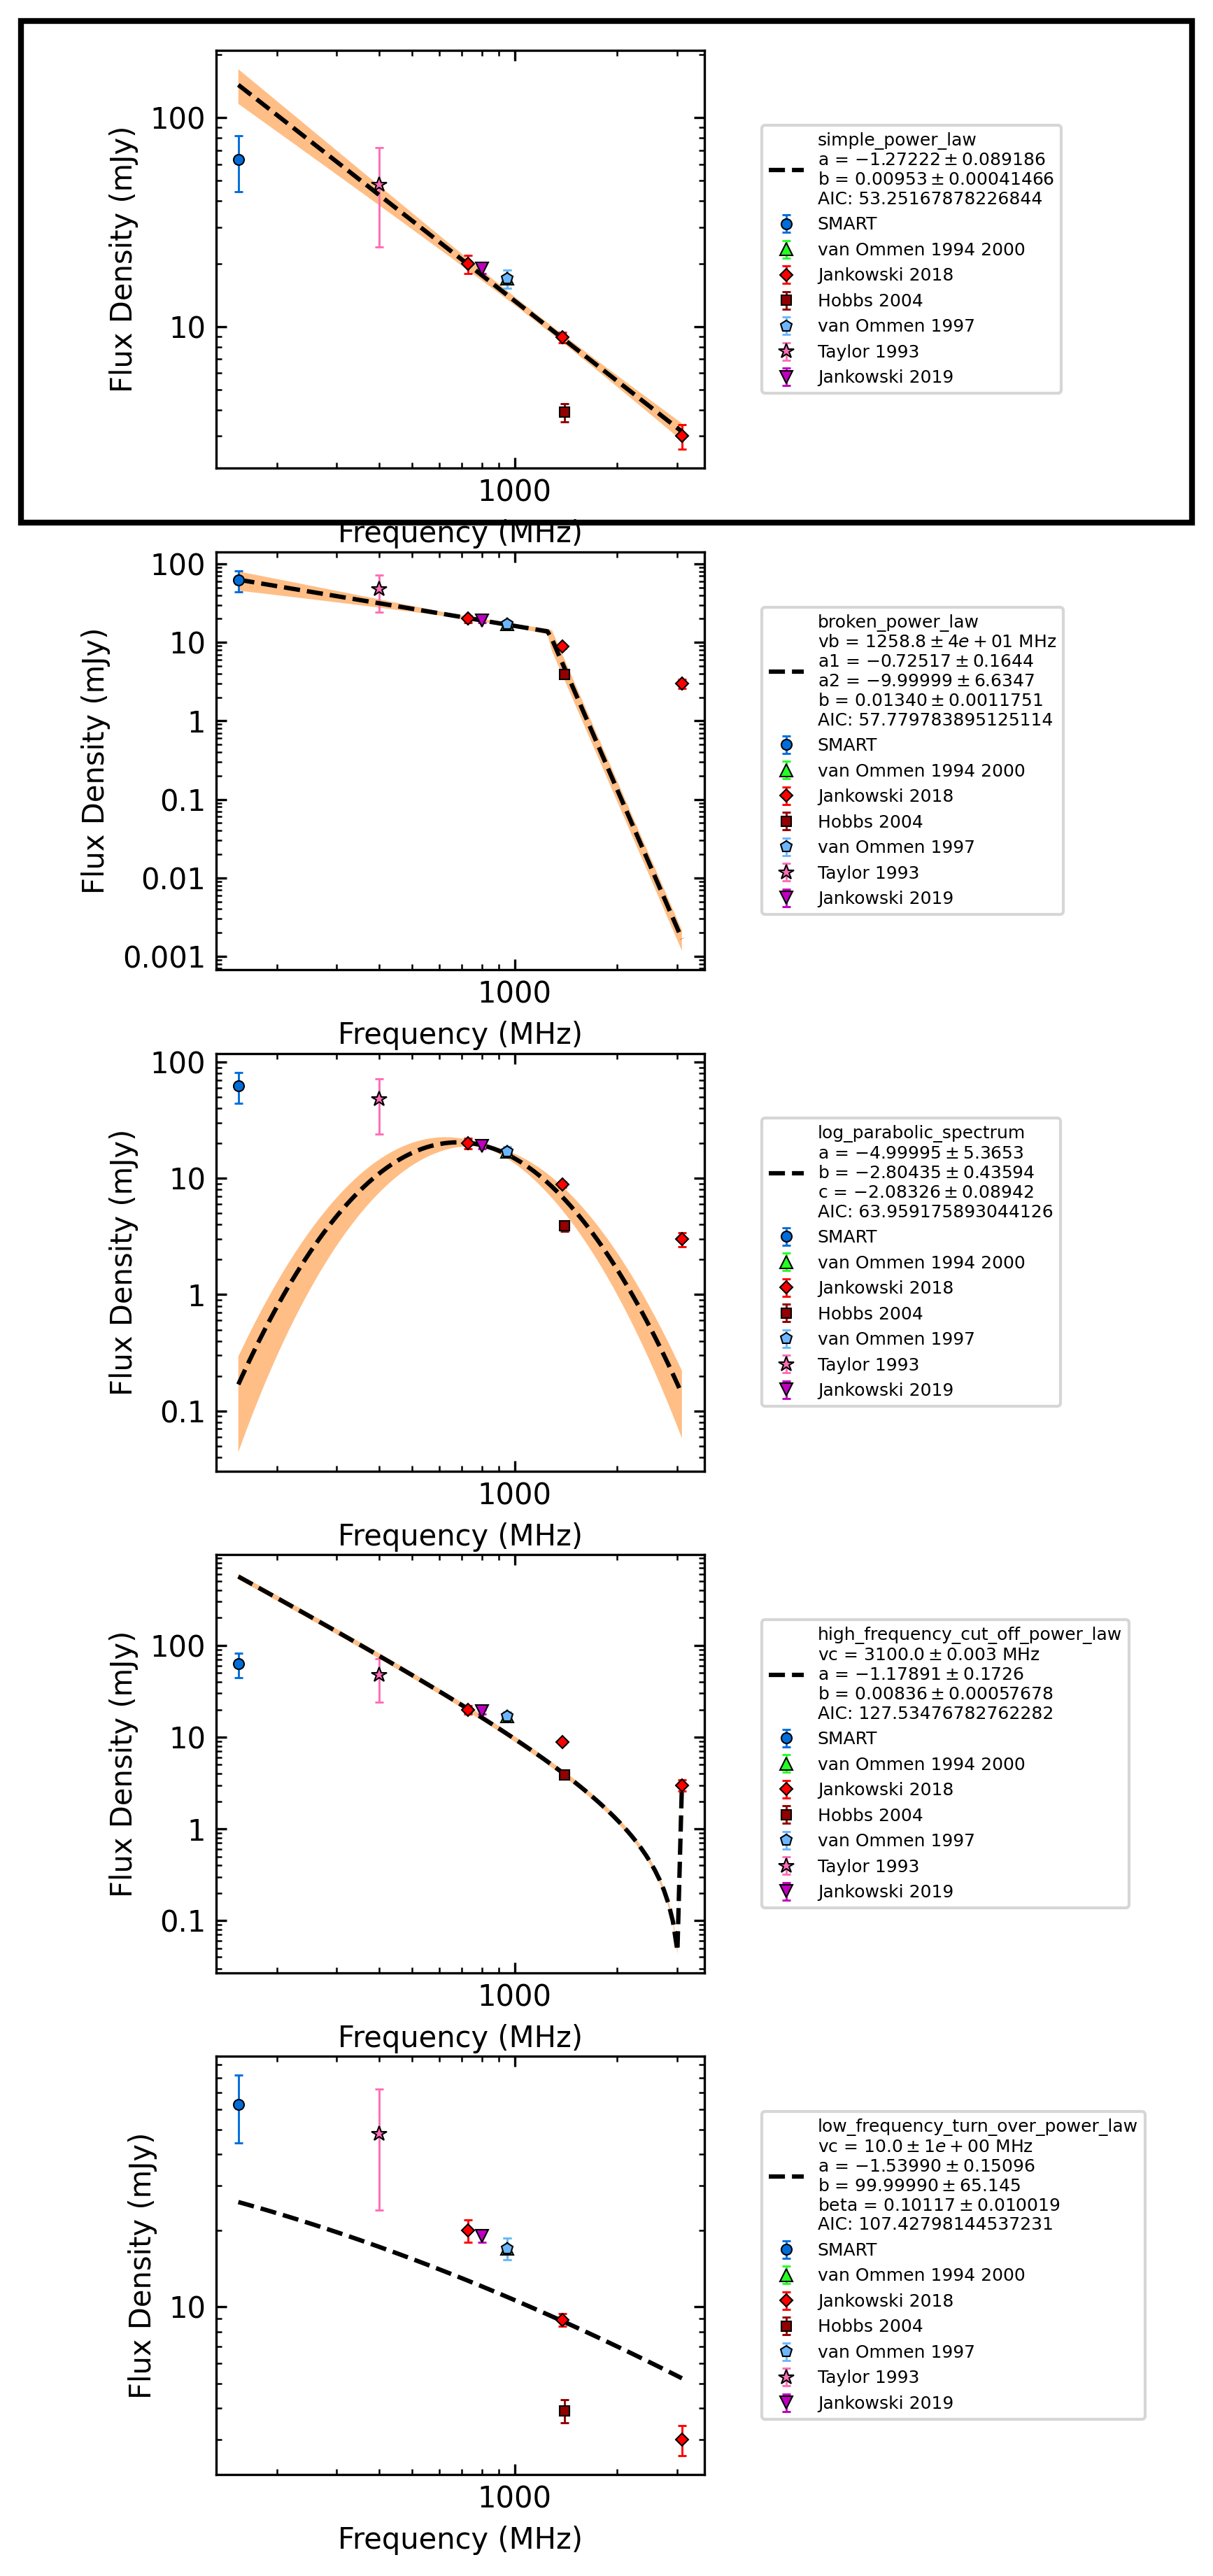 100
10
Flux Density (mJy)
1000
Frequency (MHz)
simple_power_law
a = −1.27222 ± 0.089186
b = 0.00953 ± 0.00041466
AIC: 53.25167878226844
SMART
van Ommen 1994 2000
Jankowski 2018
Hobbs 2004
van Ommen 1997
Taylor 1993
Jankowski 2019
100
10
1
0.1
0.01
0.001
Flux Density (mJy)
1000
Frequency (MHz)
broken_power_law
vb = 1258.8 ± 4e + 01 MHz
a1 = −0.72517 ± 0.1644
a2 = −9.99999 ± 6.6347
b = 0.01340 ± 0.0011751
AIC: 57.779783895125114
SMART
van Ommen 1994 2000
Jankowski 2018
Hobbs 2004
van Ommen 1997
Taylor 1993
Jankowski 2019
100
10
1
0.1
Flux Density (mJy)
1000
Frequency (MHz)
log_parabolic_spectrum
a = −4.99995 ± 5.3653
b = −2.80435 ± 0.43594
c = −2.08326 ± 0.08942
AIC: 63.959175893044126
SMART
van Ommen 1994 2000
Jankowski 2018
Hobbs 2004
van Ommen 1997
Taylor 1993
Jankowski 2019
100
10
1
0.1
Flux Density (mJy)
1000
Frequency (MHz)
high_frequency_cut_off_power_law
vc = 3100.0 ± 0.003 MHz
a = −1.17891 ± 0.1726
b = 0.00836 ± 0.00057678
AIC: 127.53476782762282
SMART
van Ommen 1994 2000
Jankowski 2018
Hobbs 2004
van Ommen 1997
Taylor 1993
Jankowski 2019
10
Flux Density (mJy)
1000
Frequency (MHz)
low_frequency_turn_over_power_law
vc = 10.0 ± 1e + 00 MHz
a = −1.53990 ± 0.15096
b = 99.99990 ± 65.145
beta = 0.10117 ± 0.010019
AIC: 107.42798144537231
SMART
van Ommen 1994 2000
Jankowski 2018
Hobbs 2004
van Ommen 1997
Taylor 1993
Jankowski 2019